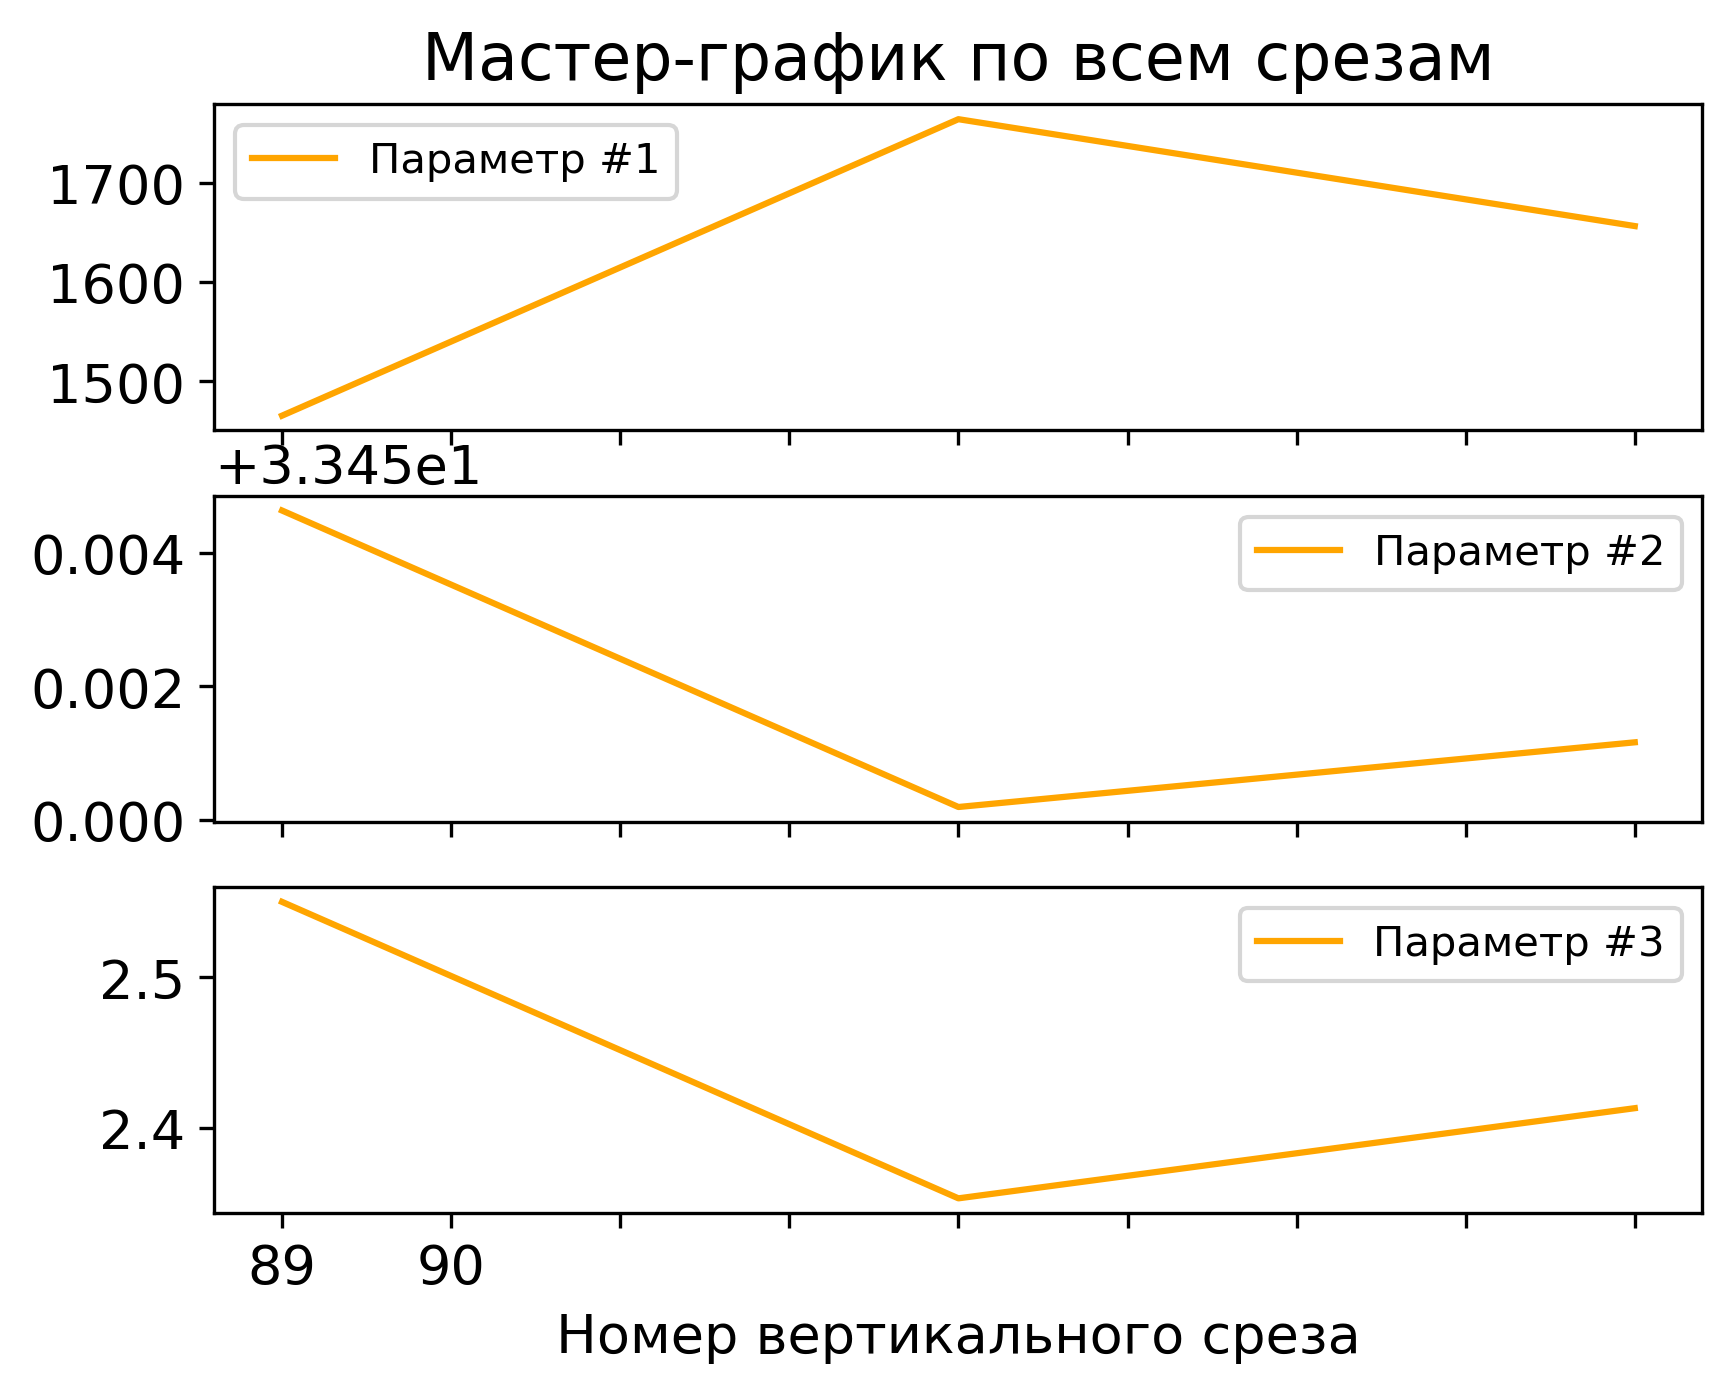 Мастер-график по всем срезам
Параметр #1
1700
1600
1500
+3.345e1
Параметр #2
0.004
0.002
0.000
Параметр #3
2.5
2.4
89 90
Номер вертикального среза